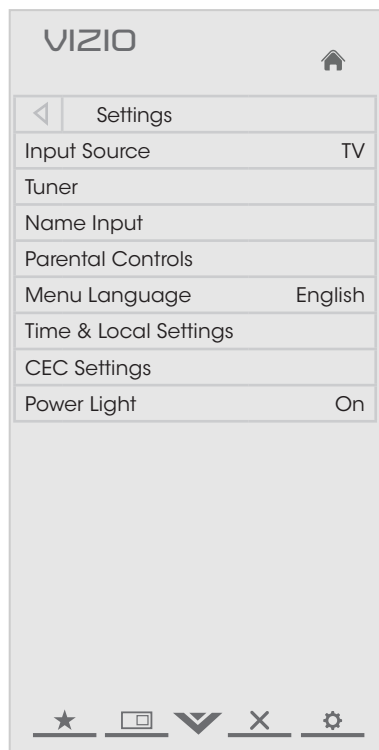 VIZIO
Settings
Input Source TV
Tuner
Name Input
Parental Controls
Menu Language English
Time & Local Settings
CEC Settings
Power Light On